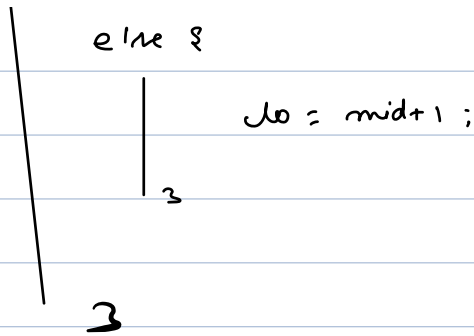 else {
lo = mid+1 ;
}
}